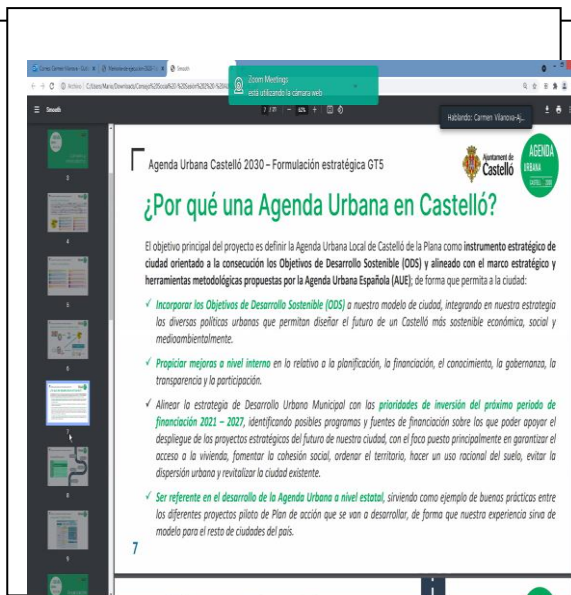 Zoom Meetings
está utilizando la cámara web
Smooth
Hablando: Carmen Vilanova-Aj...
Agenda Urbana Castelló 2030 – Formulación estratégica GT5
Ajuntament de
Castelló
AGENDA
URBANA
¿Por qué una Agenda Urbana en Castelló?
El objetivo principal del proyecto es definir la Agenda Urbana Local de Castelló de la Plana como instrumento estratégico de
ciudad orientado a la consecución los Objetivos de Desarrollo Sostenible (ODS) y alineado con el marco estratégico y
herramientas metodológicas propuestas por la Agenda Urbana Española (AUE); de forma que permita a la ciudad:
✓ Incorporar los Objetivos de Desarrollo Sostenible (ODS) a nuestro modelo de ciudad, integrando en nuestra estrategia
las diversas políticas urbanas que permitan diseñar el futuro de un Castelló más sostenible económica, social y
medioambientalmente.
✓ Propiciar mejoras a nivel interno en lo relativo a la planificación, la financiación, el conocimiento, la gobernanza, la
transparencia y la participación.
✓ Alinear la estrategia de Desarrollo Urbano Municipal con las prioridades de inversión del próximo periodo de
financiación 2021 – 2027, identificando posibles programas y fuentes de financiación sobre los que poder apoyar el
despliegue de los proyectos estratégicos del futuro de nuestra ciudad, con el foco puesto principalmente en garantizar el
acceso a la vivienda, fomentar la cohesión social, ordenar el territorio, hacer un uso racional del suelo, evitar la
dispersión urbana y revitalizar la ciudad existente.
✓ Ser referente en el desarrollo de la Agenda Urbana a nivel estatal, sirviendo como ejemplo de buenas prácticas entre
los diferentes proyectos piloto de Plan de acción que se van a desarrollar, de forma que nuestra experiencia sirva de
modelo para el resto de ciudades del país.
7
3
4
5
6
7
8
9